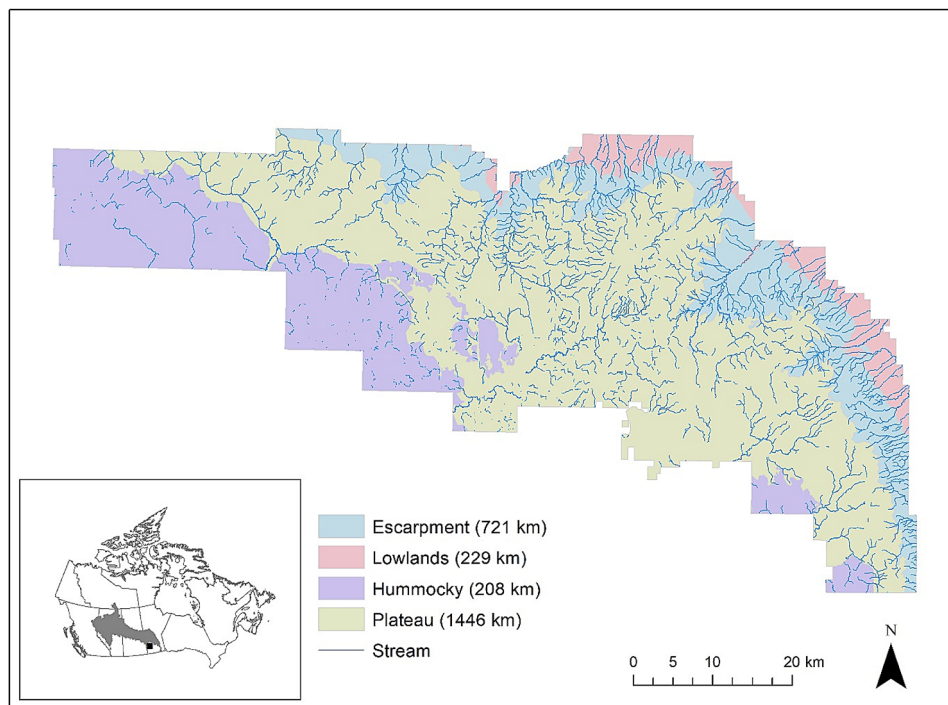 Escarpment (721 km)
Lowlands (229 km)
Hummocky (208 km)
Plateau (1446 km)
Stream
0 5 10 20 km
N